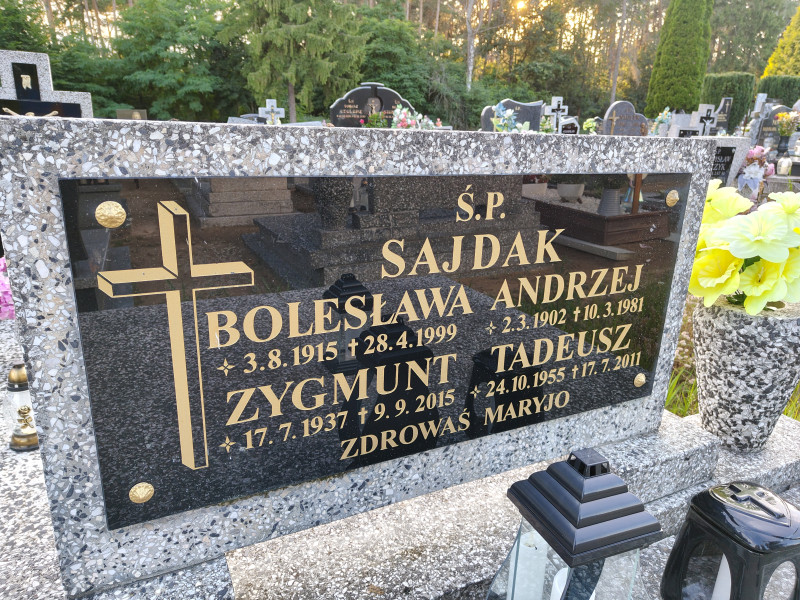 Ś.P.
SAJDAK
BOLESŁAWA ANDRZEJ
✧ 3.8.1915 ✝ 28.4.1999 ✧ 2.3.1902 ✝ 10.3.1981
ZYGMUNT TADEUSZ
✧ 17.7.1937 ✝ 9.9.2015 ✧ 24.10.1955 ✝ 17.7.2011
ZDROWAŚ MARYJO